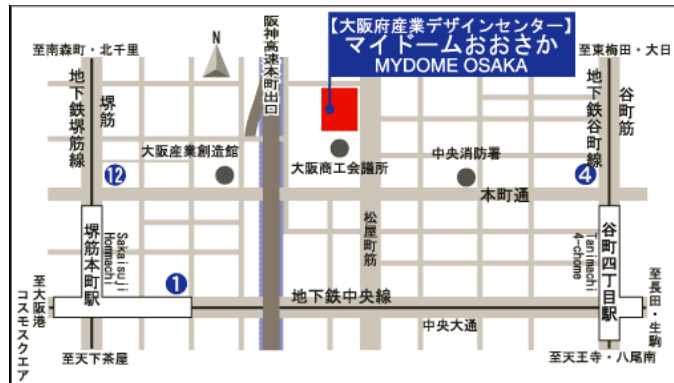 【大阪府産業デザインセンター】
マイドームおおさか
MYDOME OSAKA
至南森町・北千里
N
阪神高速本町出口
至東梅田・大日
地下鉄堺筋線
堺筋
地下鉄谷町線
谷町筋
大阪産業創造館
大阪商工会議所
中央消防署
12
4
本町通
堺筋本町駅
Sakaisuji
Hommachi
松屋町筋
Tanimachi
4-chome
谷町四丁目駅
1
地下鉄中央線
至大阪港
コスモスクエア
至長田・生駒
中央大通
至天下茶屋
至天王寺・八尾南